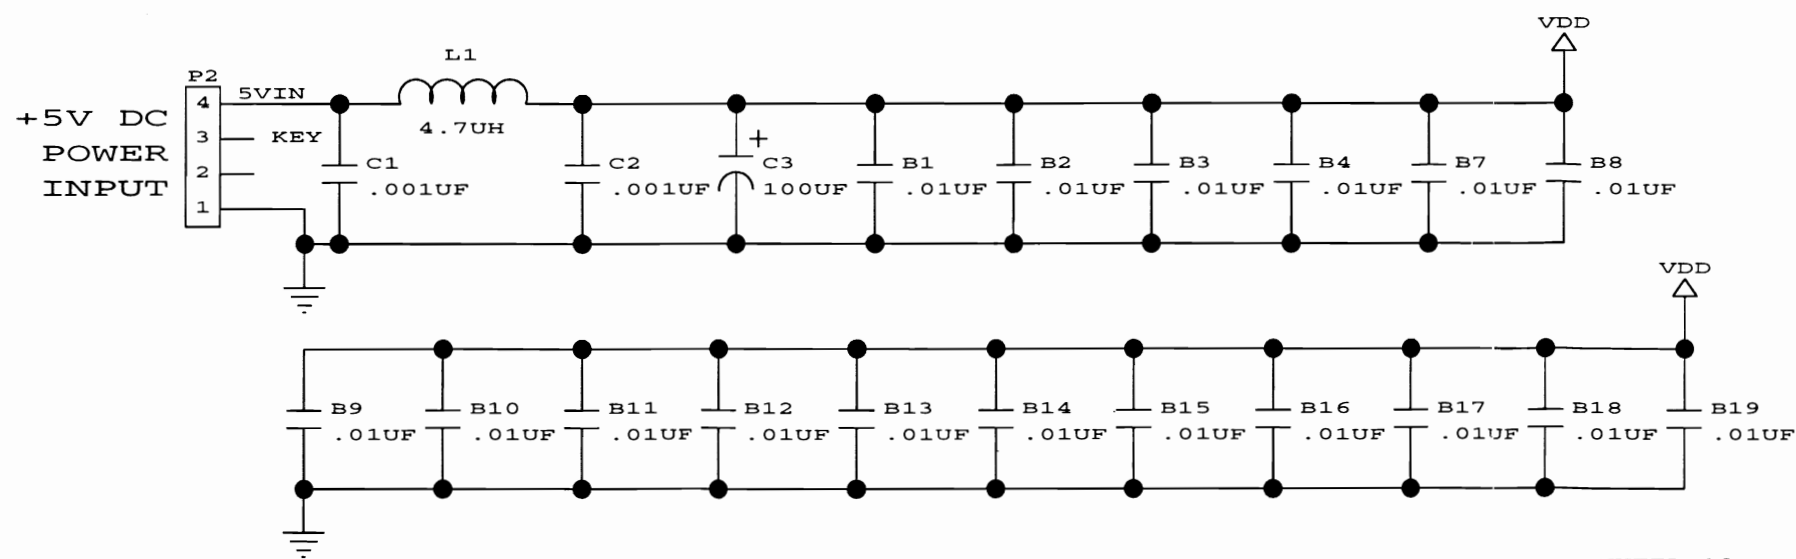 VDD
L1
P2
4 5VIN
+5V DC
POWER
INPUT
4.7UH
3 KEY
2
1
+
C1
.001UF
C2
.001UF
C3
100UF
B1
.01UF
B2
.01UF
B3
.01UF
B4
.01UF
B7
.01UF
B8
.01UF
VDD
B9
.01UF
B10
.01UF
B11
.01UF
B12
.01UF
B13
.01UF
B14
.01UF
B15
.01UF
B16
.01UF
B17
.01UF
B18
.01UF
B19
.01UF